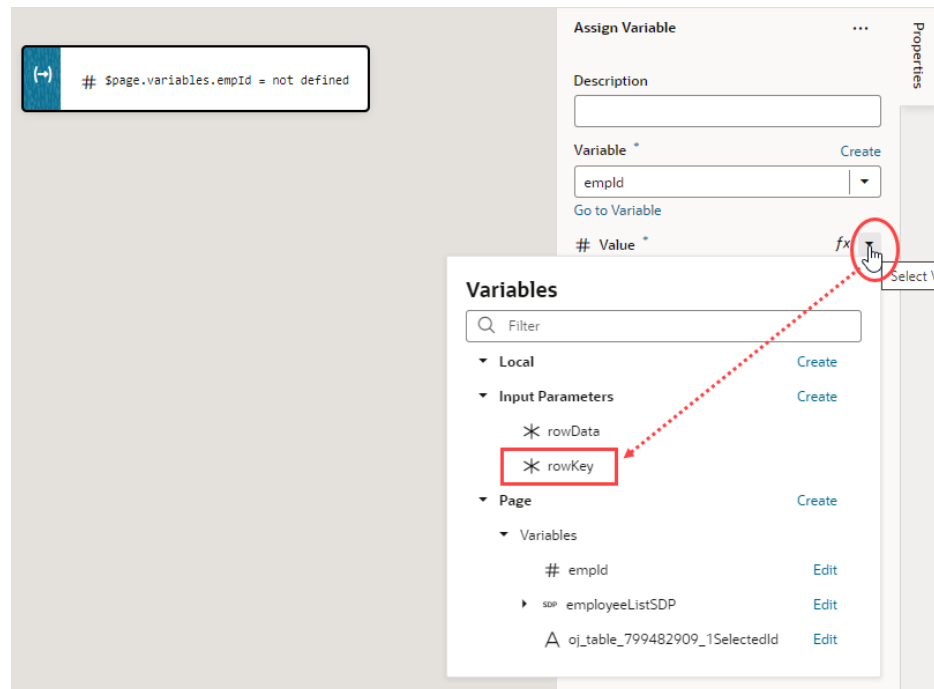 Assign Variable ...
Properties
(→) # $page.variables.empId = not defined
Description
Variable * Create
empId
Go to Variable
# Value * fx
Select
Variables
Filter
Local Create
Input Parameters Create
rowData
rowKey
Page Create
Variables
# empId Edit
SDP employeeListSDP Edit
A oj_table_799482909_1SelectedId Edit